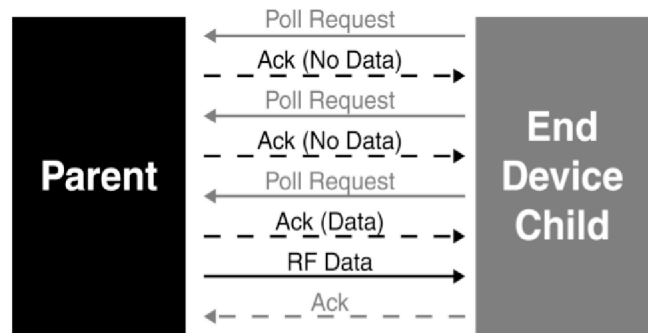 Poll Request
Ack (No Data)
Poll Request
Ack (No Data)
Poll Request
Ack (Data)
RF Data
Ack
Parent
End
Device
Child